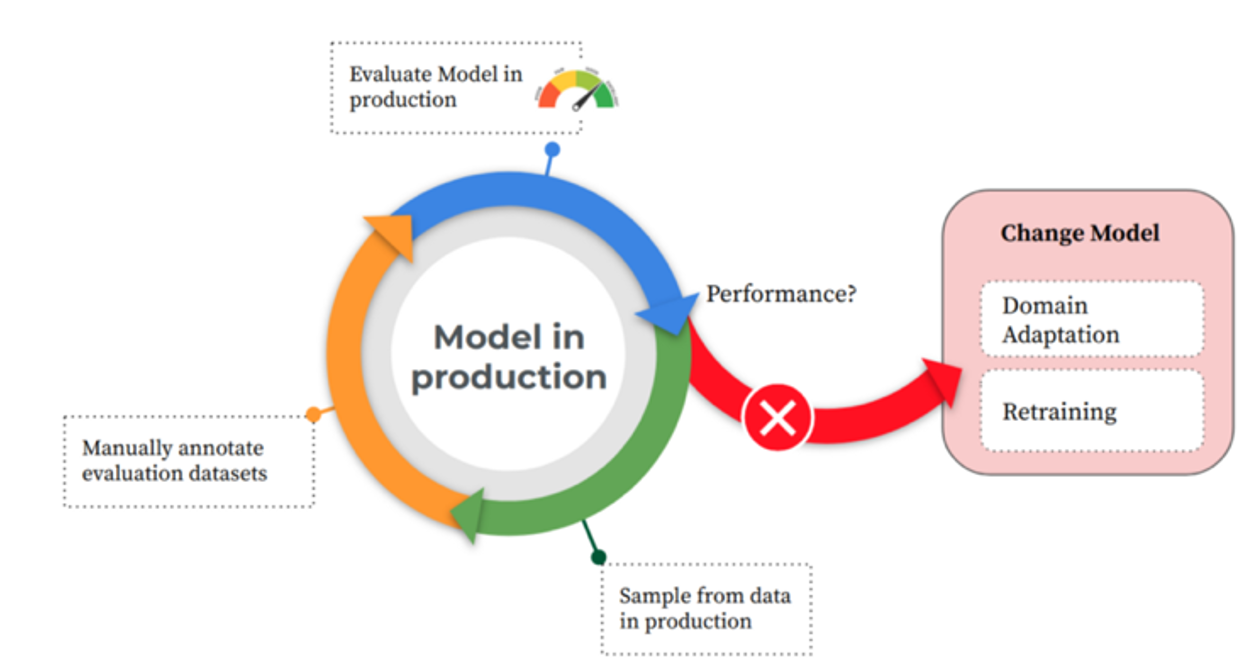 Evaluate Model in
production
Performance?
Change Model
Domain
Adaptation
Retraining
Model in
production
Manually annotate
evaluation datasets
Sample from data
in production